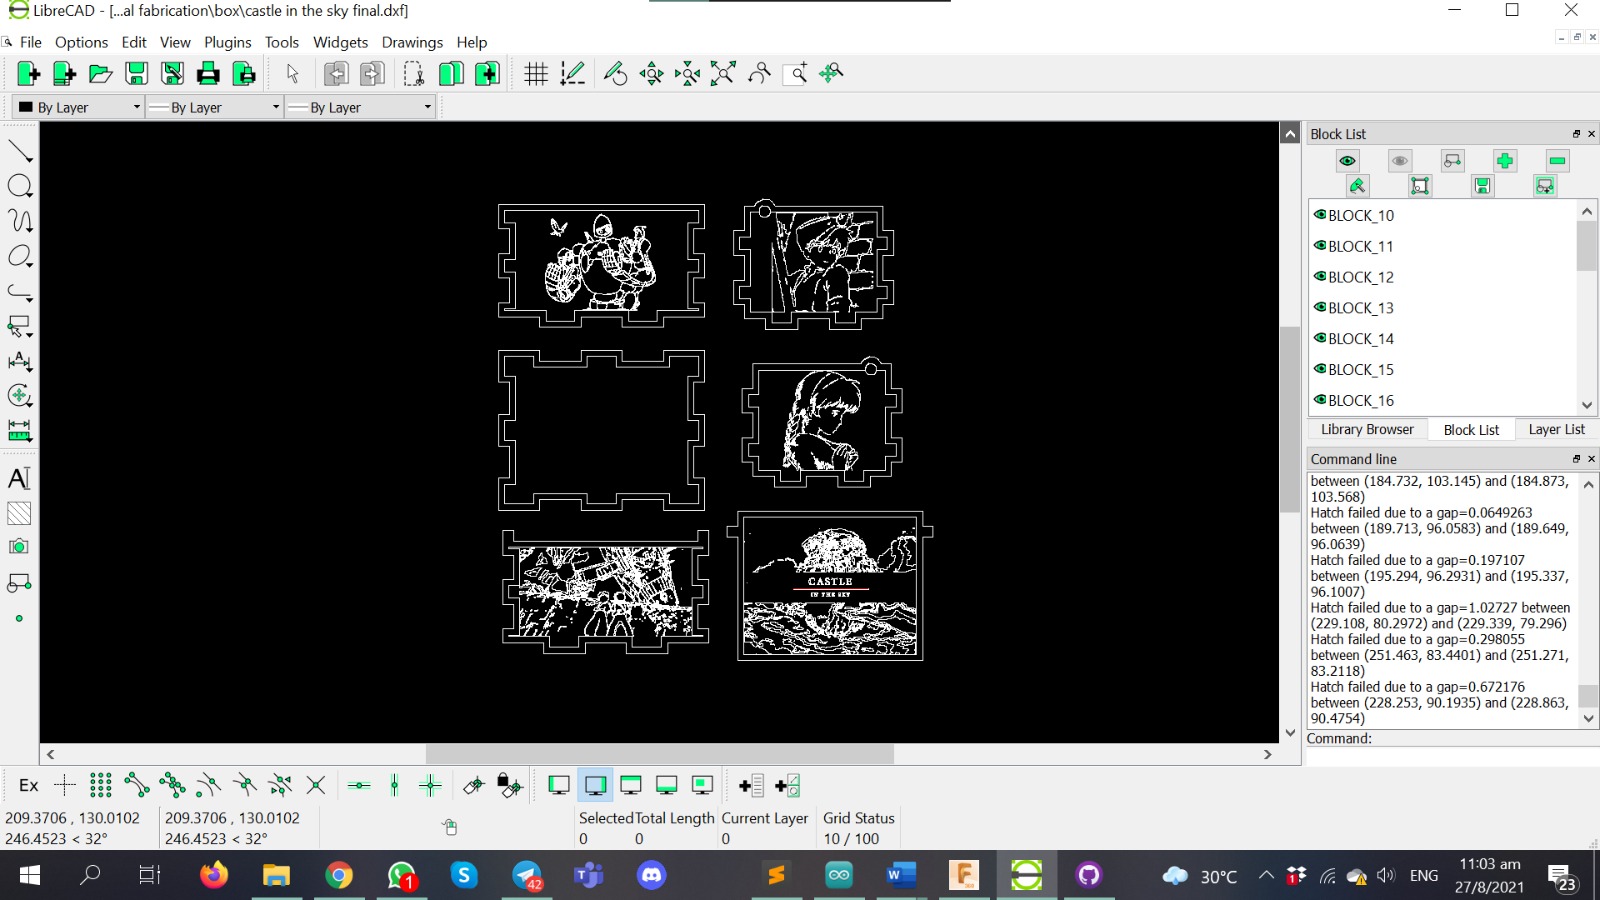 LibreCAD - [...al fabrication\box\castle in the sky final.dxf]
File Options Edit View Plugins Tools Widgets Drawings Help
By Layer By Layer By Layer
Block List
BLOCK_10
BLOCK_11
BLOCK_12
BLOCK_13
BLOCK_14
BLOCK_15
BLOCK_16
Library Browser Block List Layer List
Command line
between (184.732, 103.145) and (184.873,
103.568)
Hatch failed due to a gap=0.0649263
between (189.713, 96.0583) and (189.649,
96.0639)
Hatch failed due to a gap=0.197107
between (195.294, 96.2931) and (195.337,
96.1007)
Hatch failed due to a gap=1.02727 between
(229.108, 80.2972) and (229.339, 79.296)
Hatch failed due to a gap=0.298055
between (251.463, 83.4401) and (251.271,
83.2118)
Hatch failed due to a gap=0.672176
between (228.253, 90.1935) and (228.863,
90.4754)
Command:
CASTLE
IN THE SKY
A
A
Ex
209.3706 , 130.0102 209.3706 , 130.0102 Selected Total Length Current Layer Grid Status
246.4523 < 32° 246.4523 < 32° 0 0 0 10 / 100
1 42 30°C 1 ENG 11:03 am
27/8/2021 23